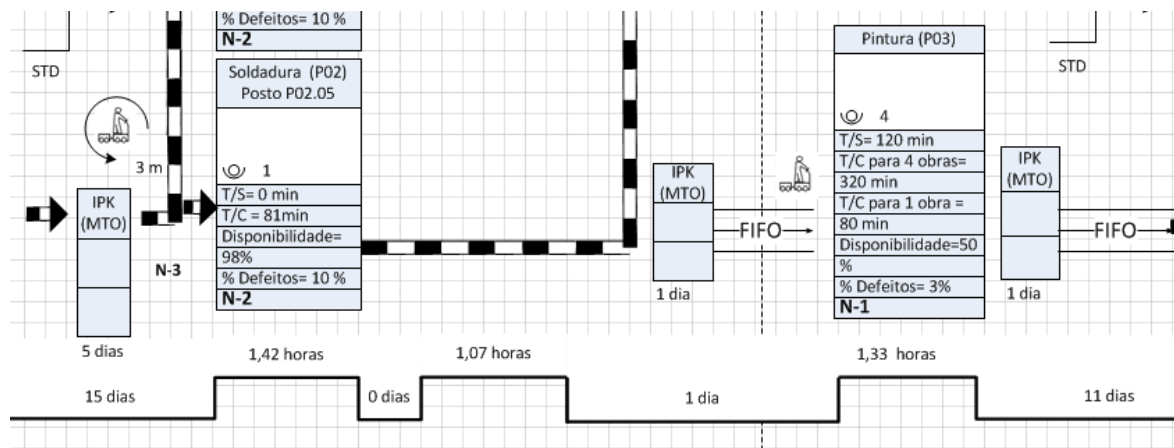 % Defeitos= 10 %
N-2
STD
Soldadura (P02)
Posto P02.05
3 m
1
IPK
(MTO)
T/S= 0 min
T/C = 81min
Disponibilidade=
98%
% Defeitos= 10 %
N-2
N-3
5 dias
IPK
(MTO)
FIFO
1 dia
Pintura (P03)
4
T/S= 120 min
T/C para 4 obras=
320 min
T/C para 1 obra =
80 min
Disponibilidade=50
%
% Defeitos= 3%
N-1
STD
IPK
(MTO)
FIFO
1 dia
1,42 horas
1,07 horas
1,33 horas
15 dias
0 dias
1 dia
11 dias